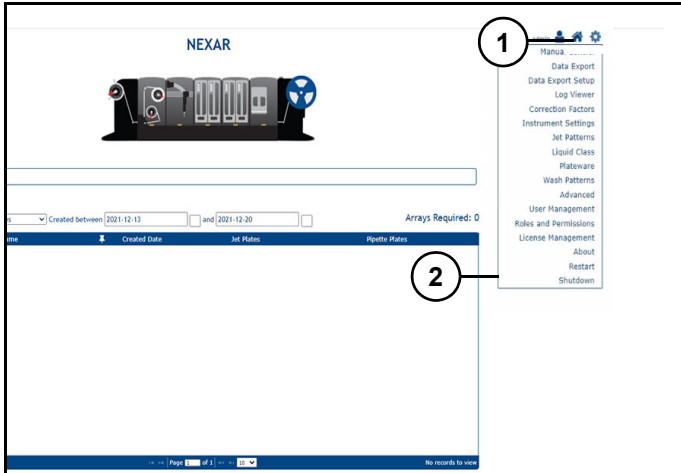 admin
1
NEXAR
Manua
Data Export
Data Export Setup
Log Viewer
Correction Factors
Instrument Settings
Jet Patterns
Liquid Class
Plateware
Wash Patterns
Advanced
User Management
Roles and Permissions
License Management
About
Restart
Shutdown
2
Created between 2021-12-13 and 2021-12-20 Arrays Required: 0
Created Date Jet Plates Pipette Plates
Page 1 of 1 10 No records to view